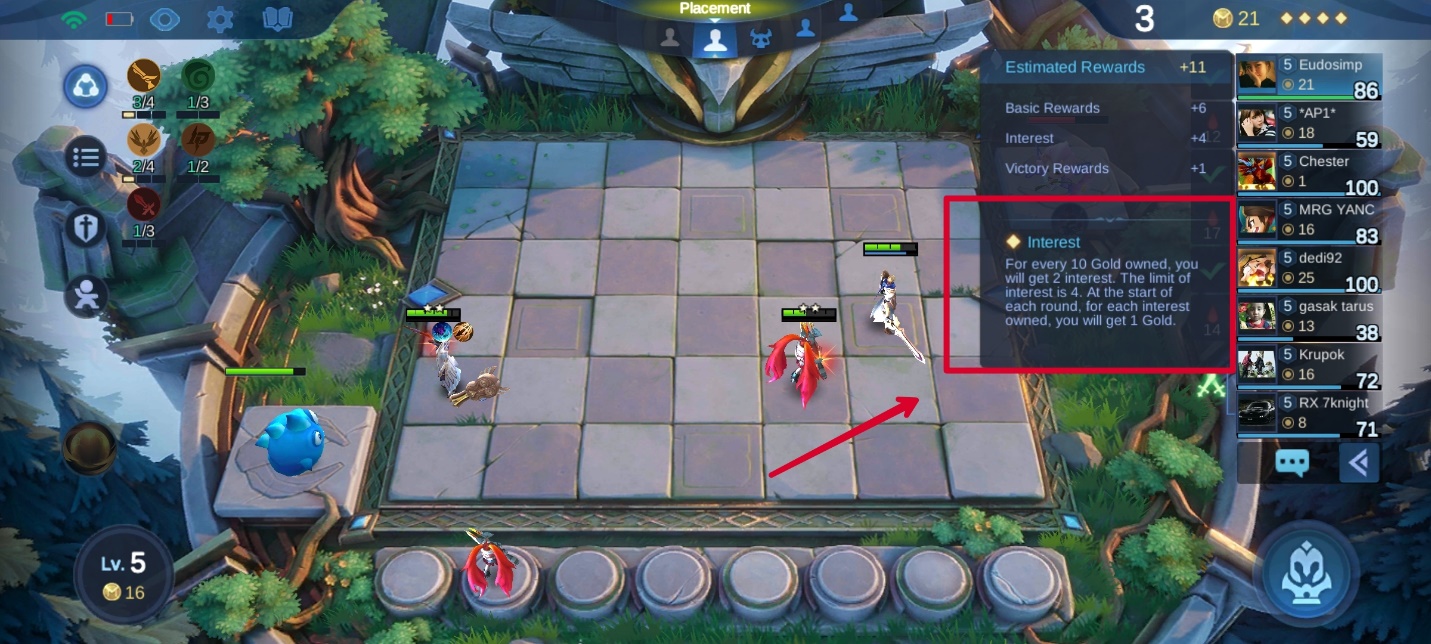 Placement
3
21
3/4
1/3
2/4
1/2
1/3
Lv. 5
16
Estimated Rewards +11
Basic Rewards +6
Interest +4
Victory Rewards +1
Interest
For every 10 Gold owned, you
will get 2 interest. The limit of
interest is 4. At the start of
each round, for each interest
owned, you will get 1 Gold.
12
17
14
5 Eudosimp
21 86
5 *AP1*
18 59
5 Chester
1 100
5 MRG YANC
16 83
5 dedi92
25 100
5 gasak tarus
13 38
5 Krupok
16 72
5 RX 7knight
8 71